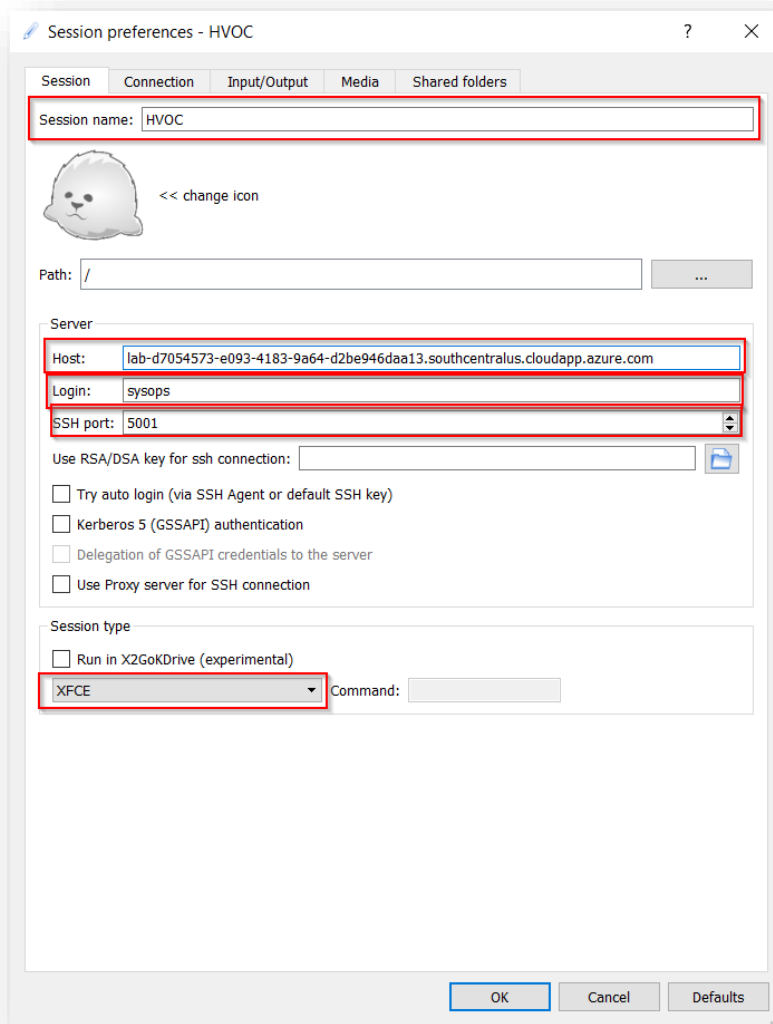 Session preferences - HVOC ?
Session Connection Input/Output Media Shared folders
Session name: HVOC
<< change icon
Path: / ...
Server
Host: lab-d7054573-e093-4183-9a64-d2be946daa13.southcentralus.cloudapp.azure.com
Login: sysops
SSH port: 5001
Use RSA/DSA key for ssh connection:
Try auto login (via SSH Agent or default SSH key)
Kerberos 5 (GSSAPI) authentication
Delegation of GSSAPI credentials to the server
Use Proxy server for SSH connection
Session type
Run in X2GoKDrive (experimental)
XFCE Command:
OK Cancel Defaults